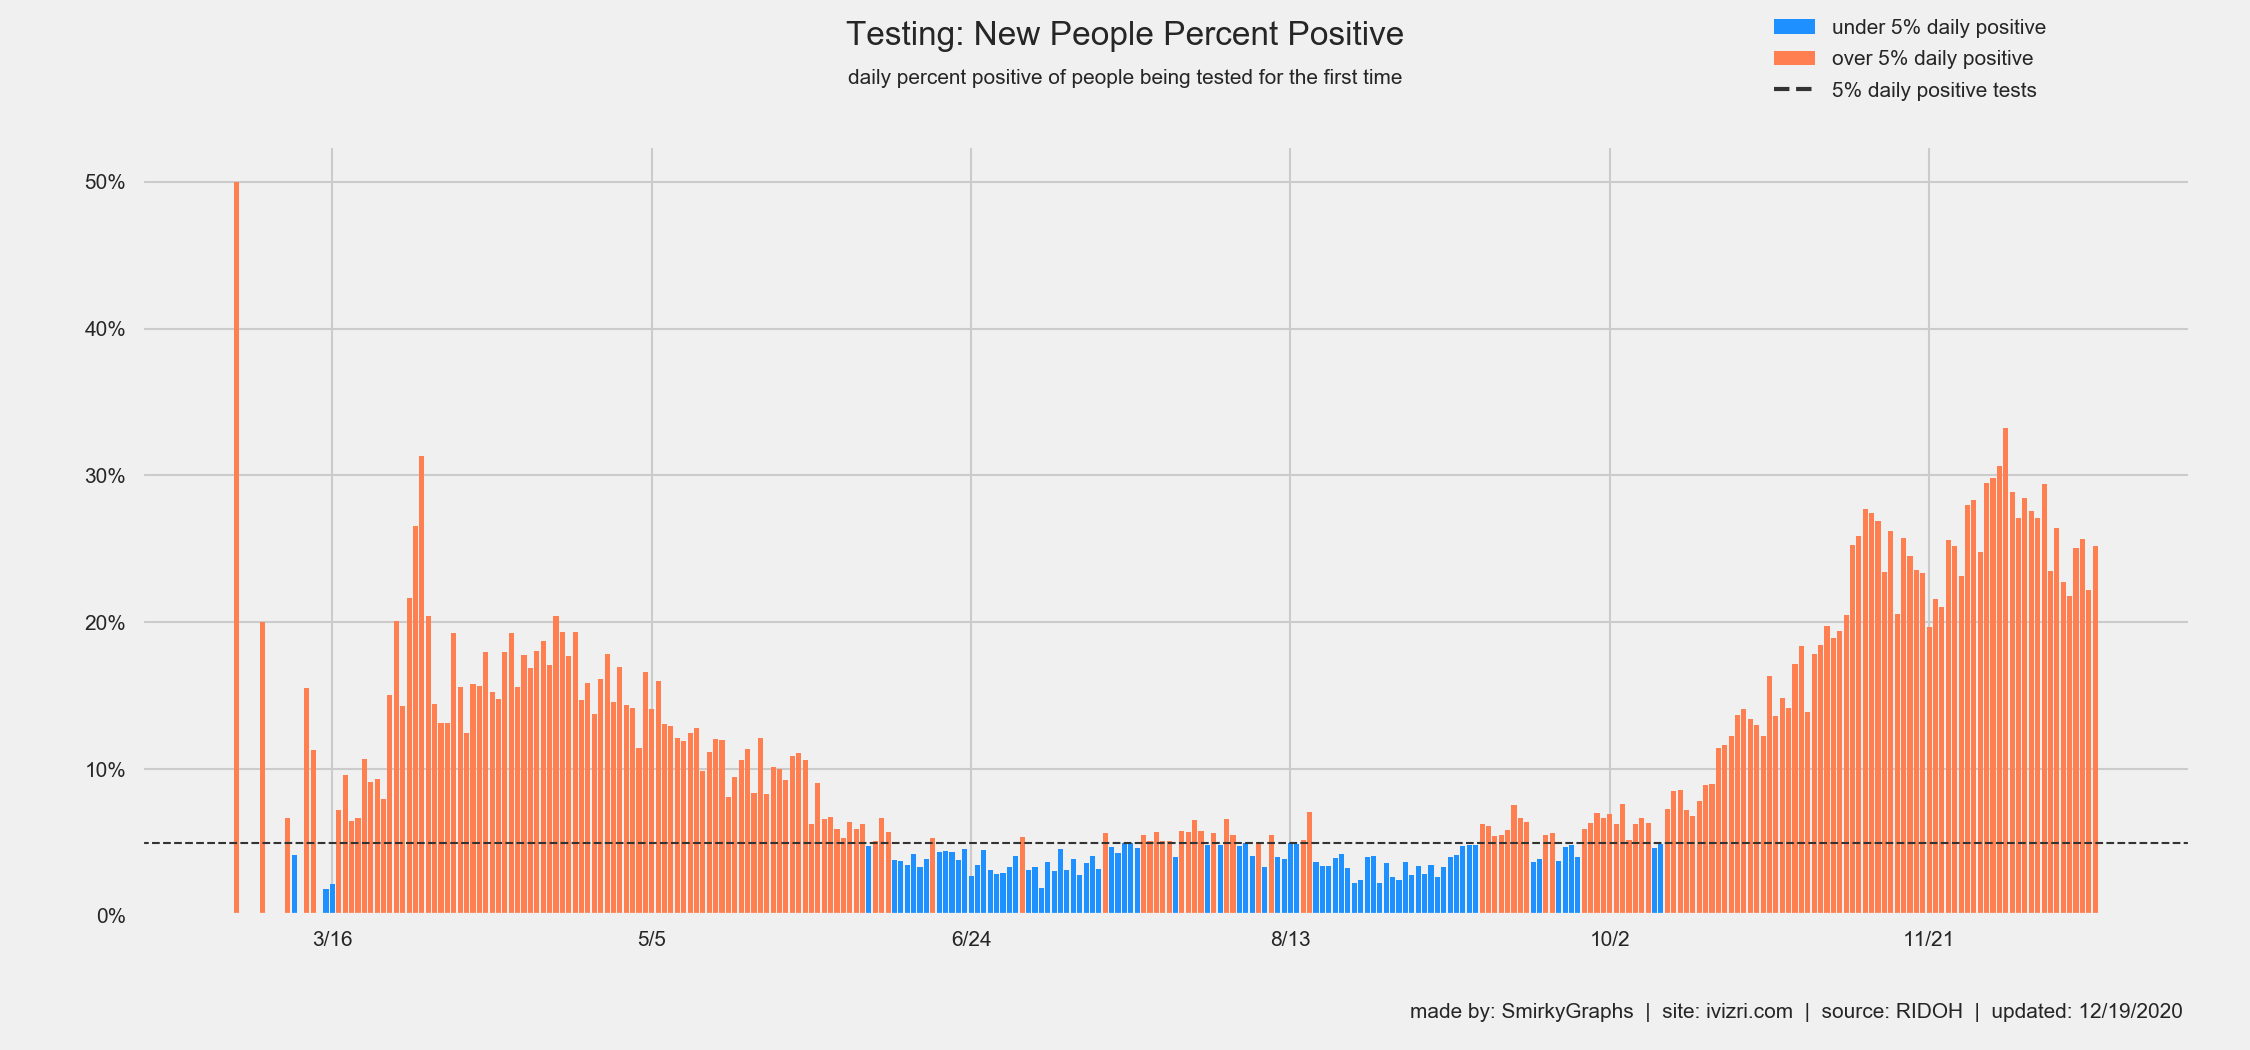 Testing: New People Percent Positive
daily percent positive of people being tested for the first time
under 5% daily positive
over 5% daily positive
5% daily positive tests
50%
40%
30%
20%
10%
0%
3/16 5/5 6/24 8/13 10/2 11/21
made by: SmirkyGraphs | site: ivizri.com | source: RIDOH | updated: 12/19/2020